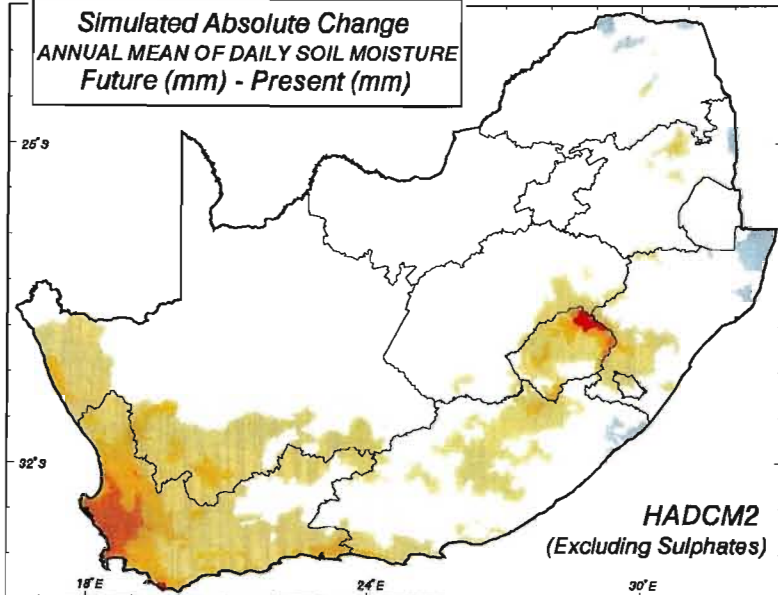 Simulated Absolute Change
ANNUAL MEAN OF DAILY SOIL MOISTURE
Future (mm) - Present (mm)
25°S
32°S
HADCM2
(Excluding Sulphates)
18°E
24°E
30°E